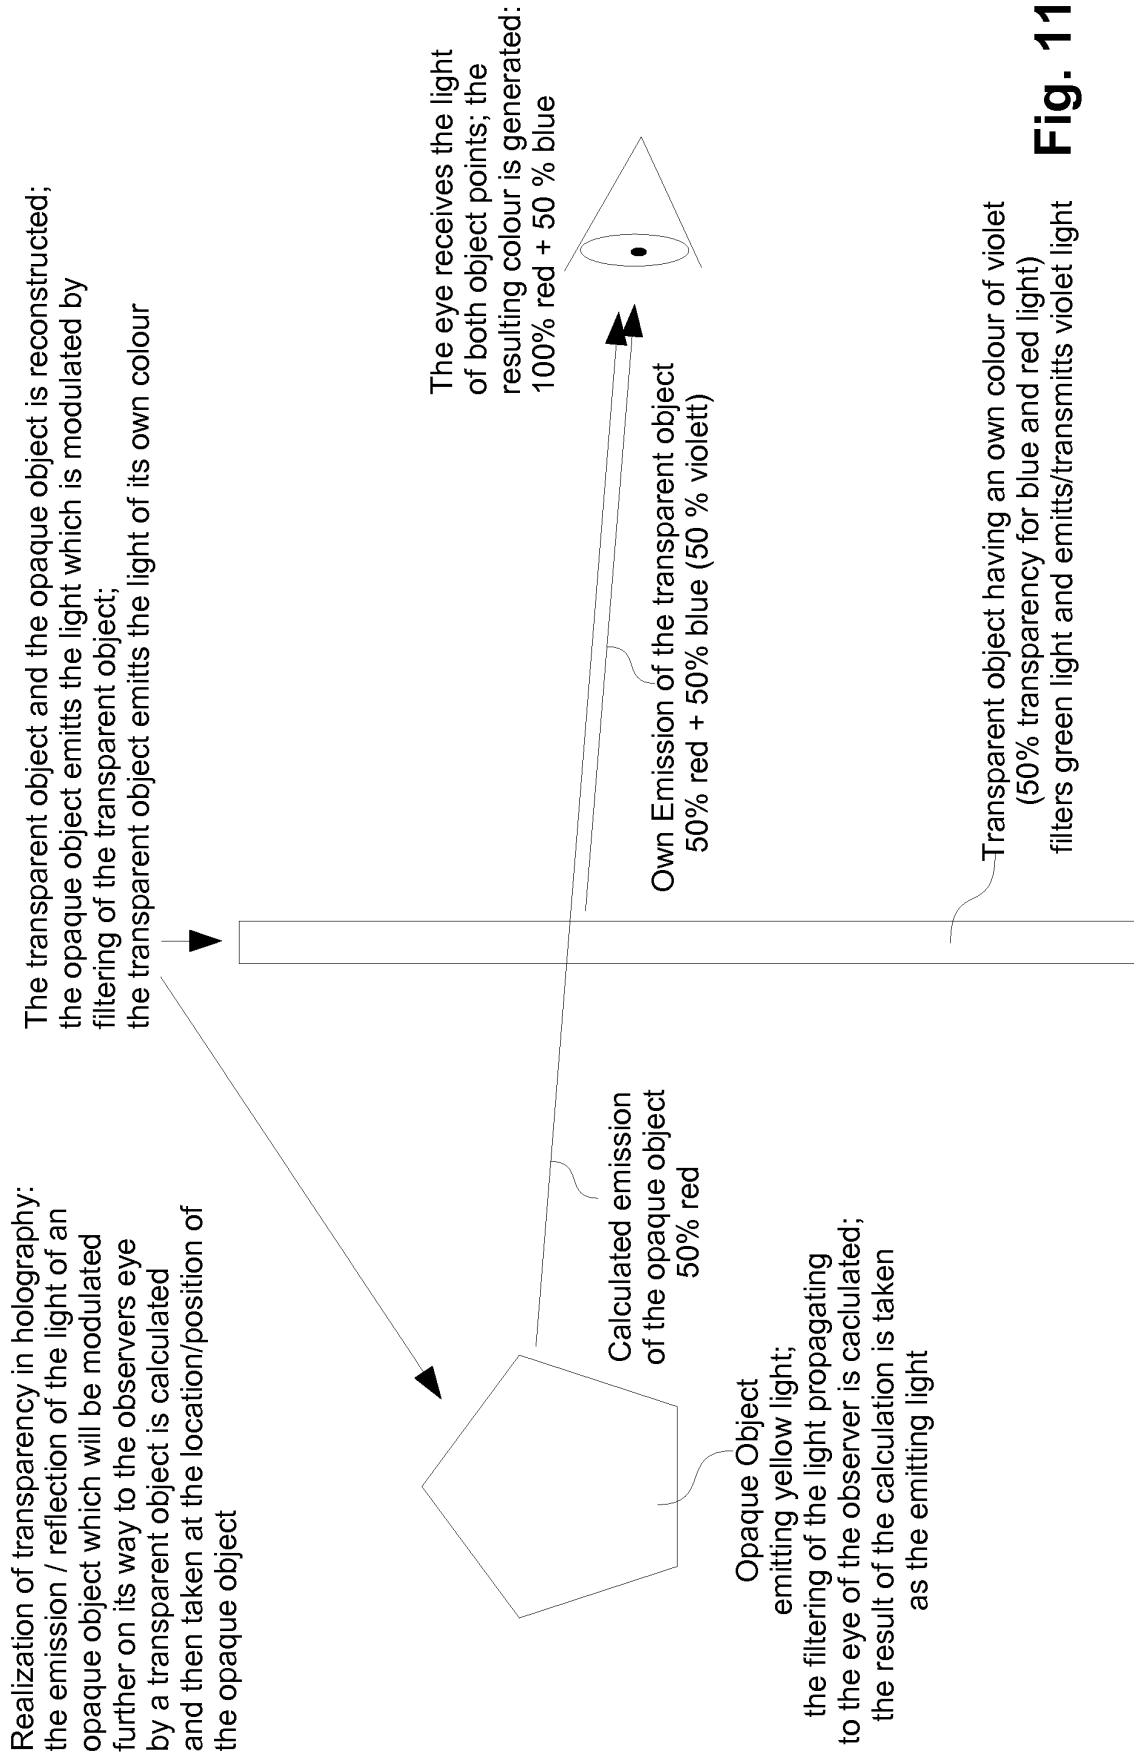 Realization of transparency in holography:
the emission / reflection of the light of an
opaque object which will be modulated
further on its way to the observers eye
by a transparent object is calculated
and then taken at the location/position of
the opaque object
The transparent object and the opaque object is reconstructed;
the opaque object emitts the light which is modulated by
filtering of the transparent object;
the transparent object emitts the light of its own colour
The eye receives the light
of both object points; the
resulting colour is generated:
100% red + 50 % blue
Calculated emission
of the opaque object
50% red
Own Emission of the transparent object
50% red + 50% blue (50 % violett)
Opaque Object
emitting yellow light;
the filtering of the light propagating
to the eye of the observer is caclulated;
the result of the calculation is taken
as the emitting light
Transparent object having an own colour of violet
(50% transparency for blue and red light)
filters green light and emitts/transmitts violet light
Fig. 11